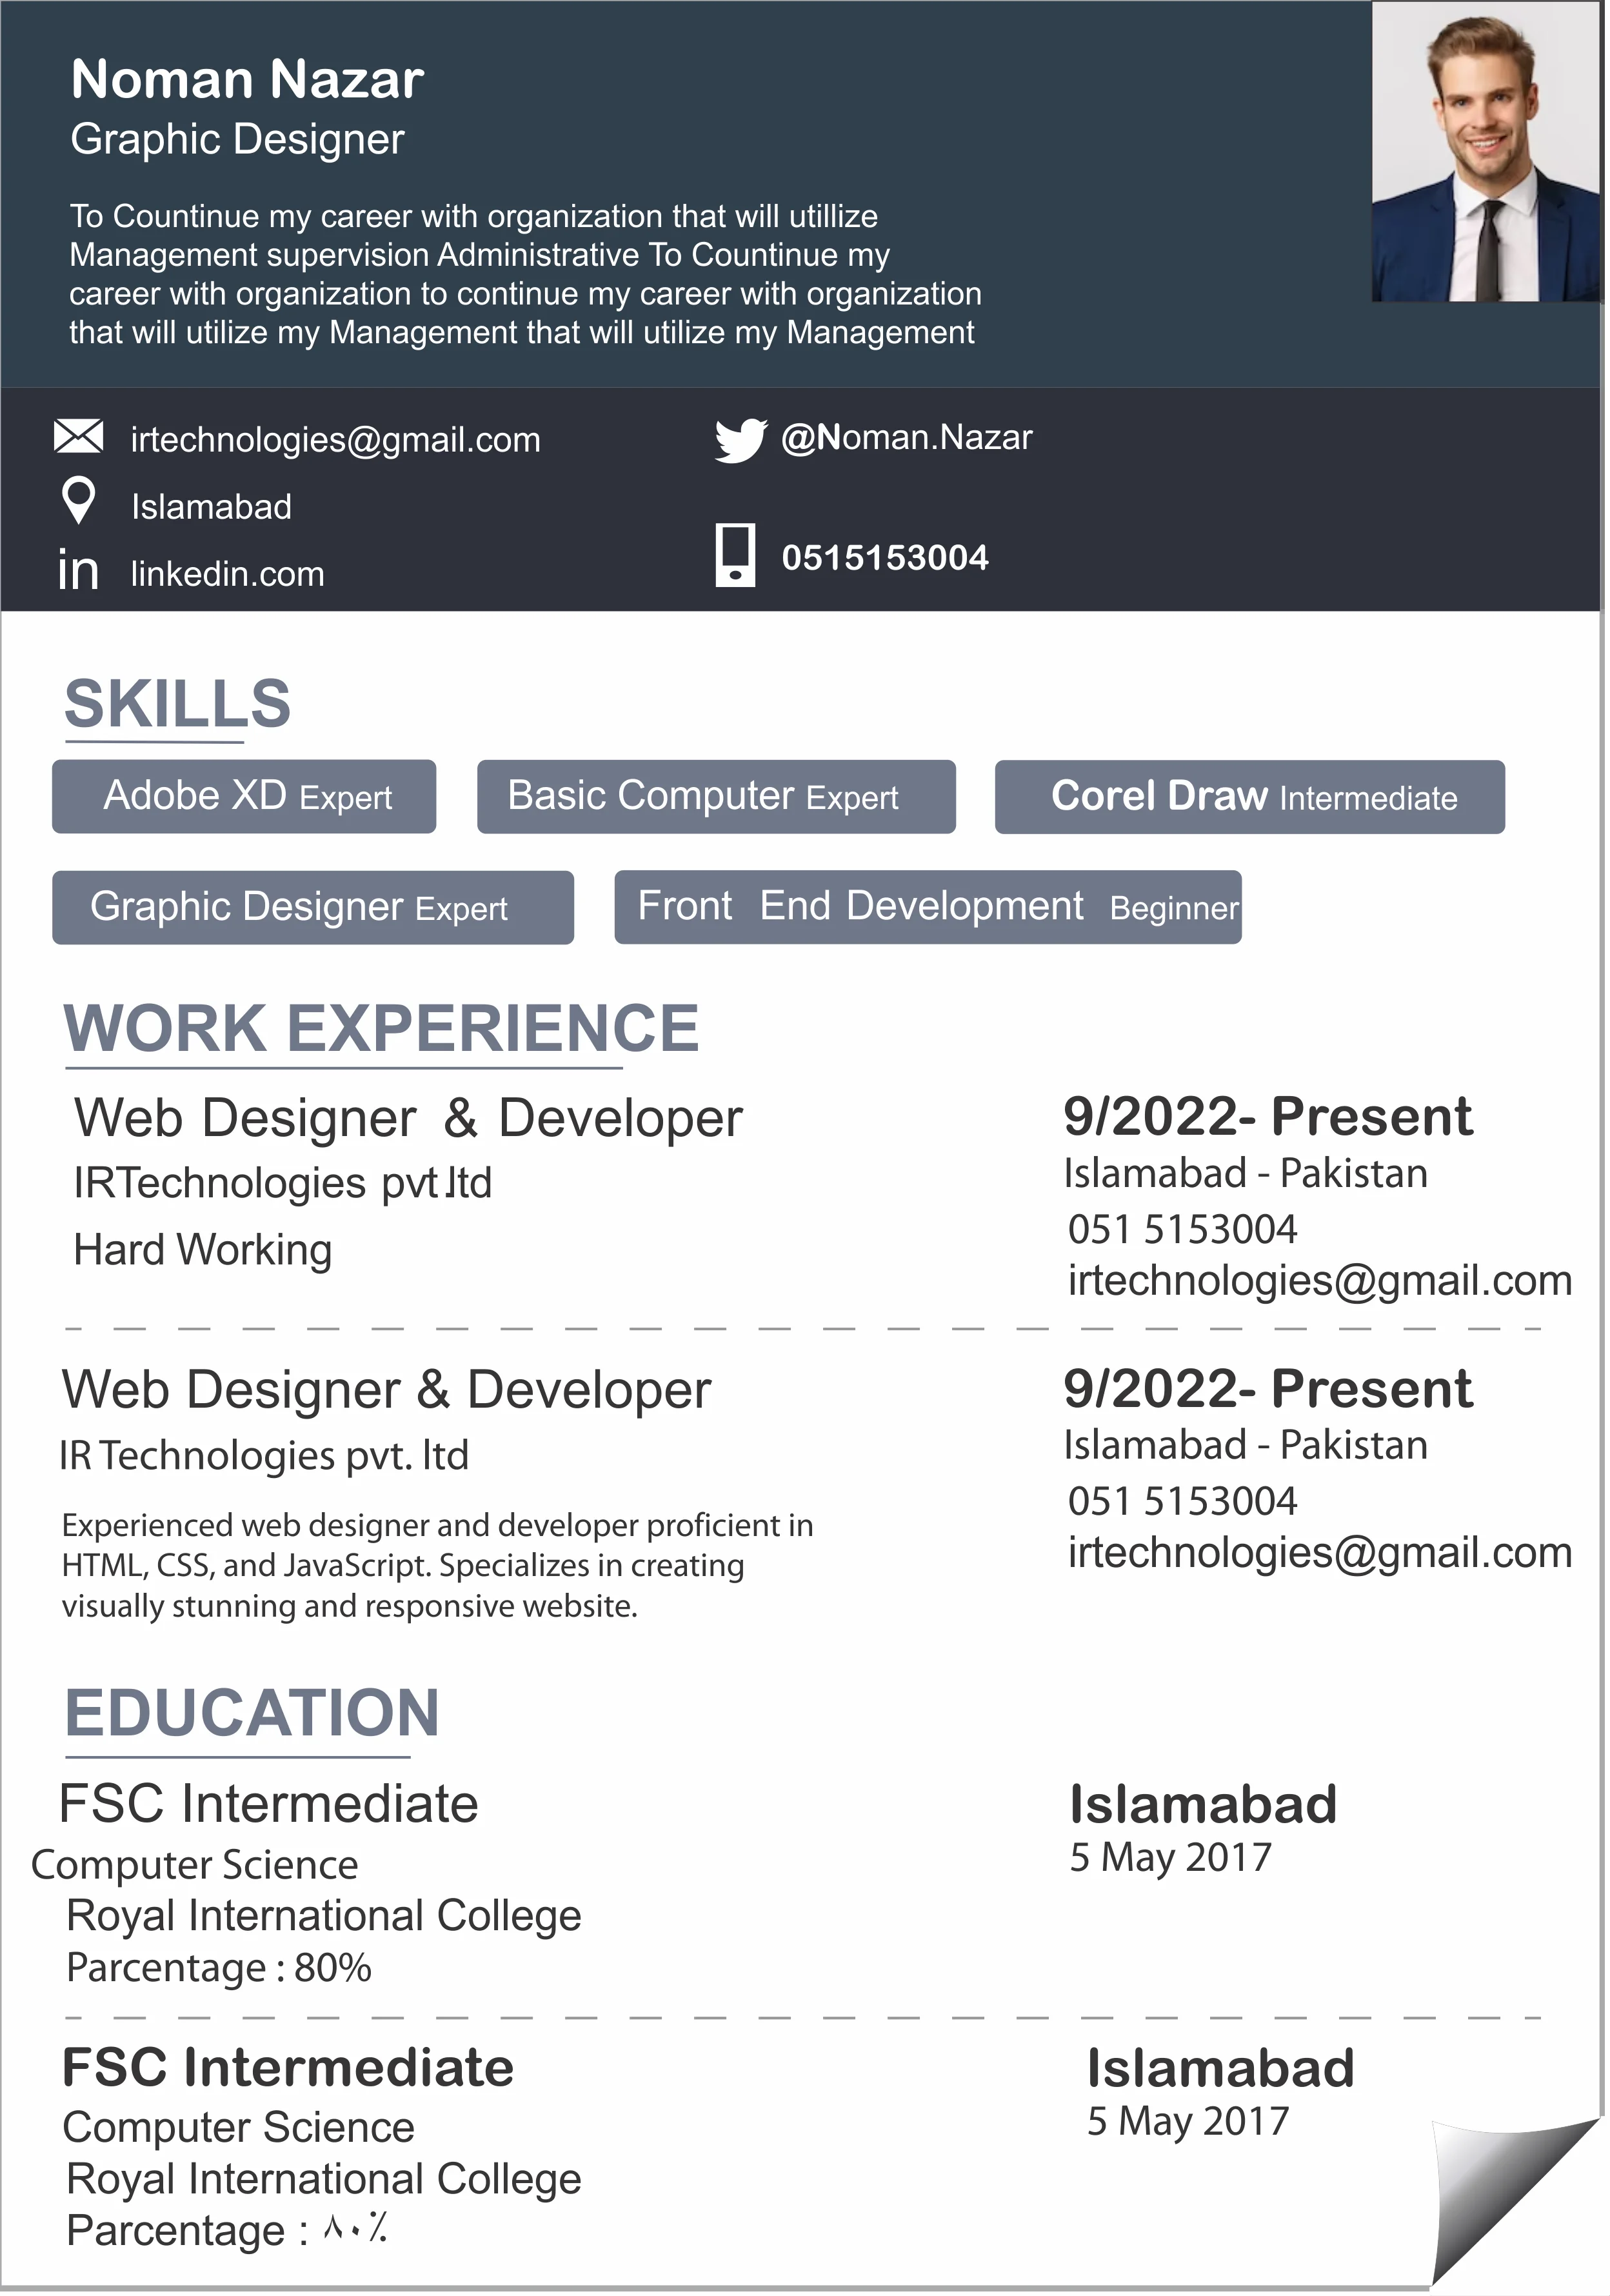 Noman Nazar
Graphic Designer
To Countinue my career with organization that will utillize
Management supervision Administrative To Countinue my
career with organization to continue my career with organization
that will utilize my Management that will utilize my Management
irtechnologies@gmail.com
@Noman.Nazar
Islamabad
in linkedin.com
0515153004
SKILLS
Adobe XD Expert
Basic Computer Expert
Corel Draw Intermediate
Graphic Designer Expert
Front End Development Beginner
WORK EXPERIENCE
Web Designer & Developer
IRTechnologies pvt.ltd
Hard Working
9/2022- Present
Islamabad - Pakistan
051 5153004
irtechnologies@gmail.com
Web Designer & Developer
IR Technologies pvt. ltd
Experienced web designer and developer proficient in
HTML, CSS, and JavaScript. Specializes in creating
visually stunning and responsive website.
9/2022- Present
Islamabad - Pakistan
051 5153004
irtechnologies@gmail.com
EDUCATION
FSC Intermediate
Computer Science
Royal International College
Parcentage : 80%
Islamabad
5 May 2017
FSC Intermediate
Computer Science
Royal International College
Parcentage : ٨٠٪
Islamabad
5 May 2017